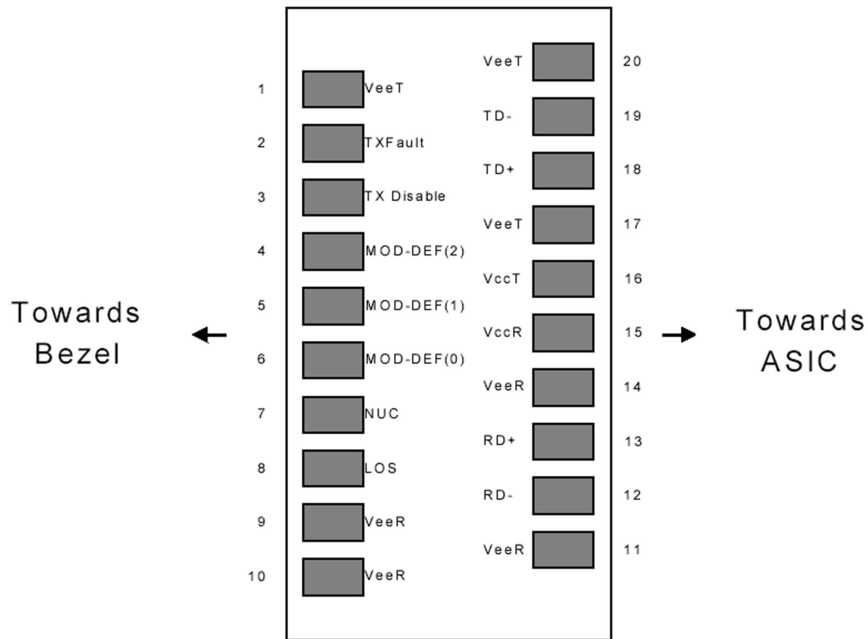 VeeT 20
1 VeeT
TD- 19
2 TXFault
TD+ 18
3 TX Disable
VeeT 17
4 MOD-DEF(2)
VccT 16
5 MOD-DEF(1)
Towards
Bezel
VccR 15
Towards
ASIC
6 MOD-DEF(0)
VeeR 14
7 NUC
RD+ 13
8 LOS
RD- 12
9 VeeR
VeeR 11
10 VeeR